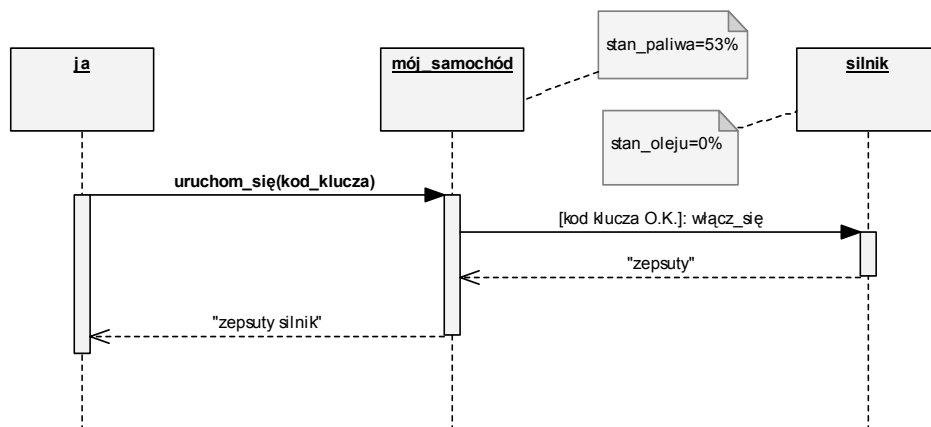 stan_paliwa=53%
ja
mój_samochód
silnik
stan_oleju=0%
uruchom_się(kod_klucza)
[kod klucza O.K.]: włącz_się
"zepsuty"
"zepsuty silnik"